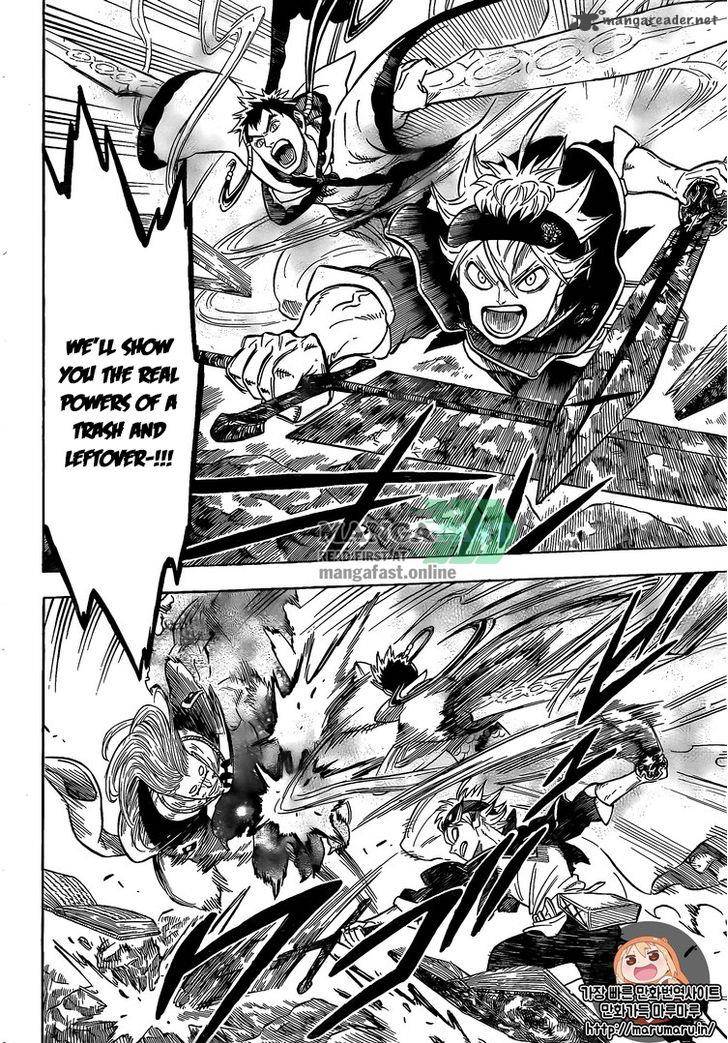 mangareader.net
WE'LL SHOW
YOU THE REAL
POWERS OF A
TRASH AND
LEFTOVER-!!!
READ FIRST AT
mangafast.online
가장 빠른 만화번역사이트
만화가득 마루마루
http://marumaru.in/